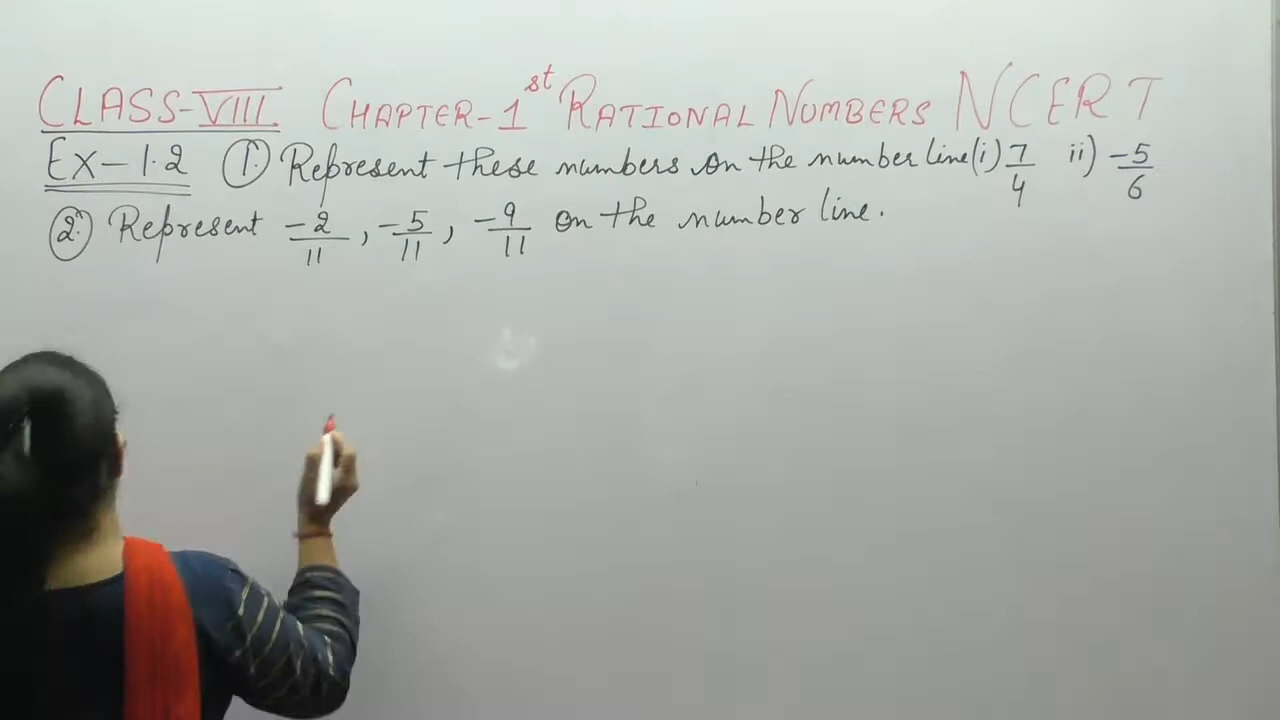 CLASS-VIII CHAPTER-1st RATIONAL NUMBERS NCERT
Ex-1.2 ① Represent these numbers on the number line (i) 7/4 ii) -5/6
② Represent -2/11, -5/11, -9/11 on the number line.